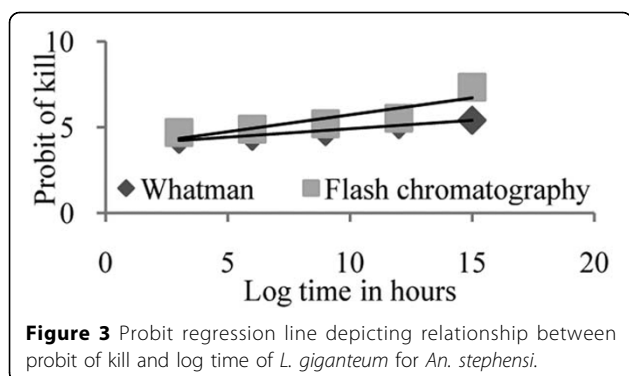 10
5
0
Probit of kill
Whatman
Flash chromatography
0 5 10 15 20
Log time in hours
Figure 3 Probit regression line depicting relationship between
probit of kill and log time of L. giganteum for An. stephensi.